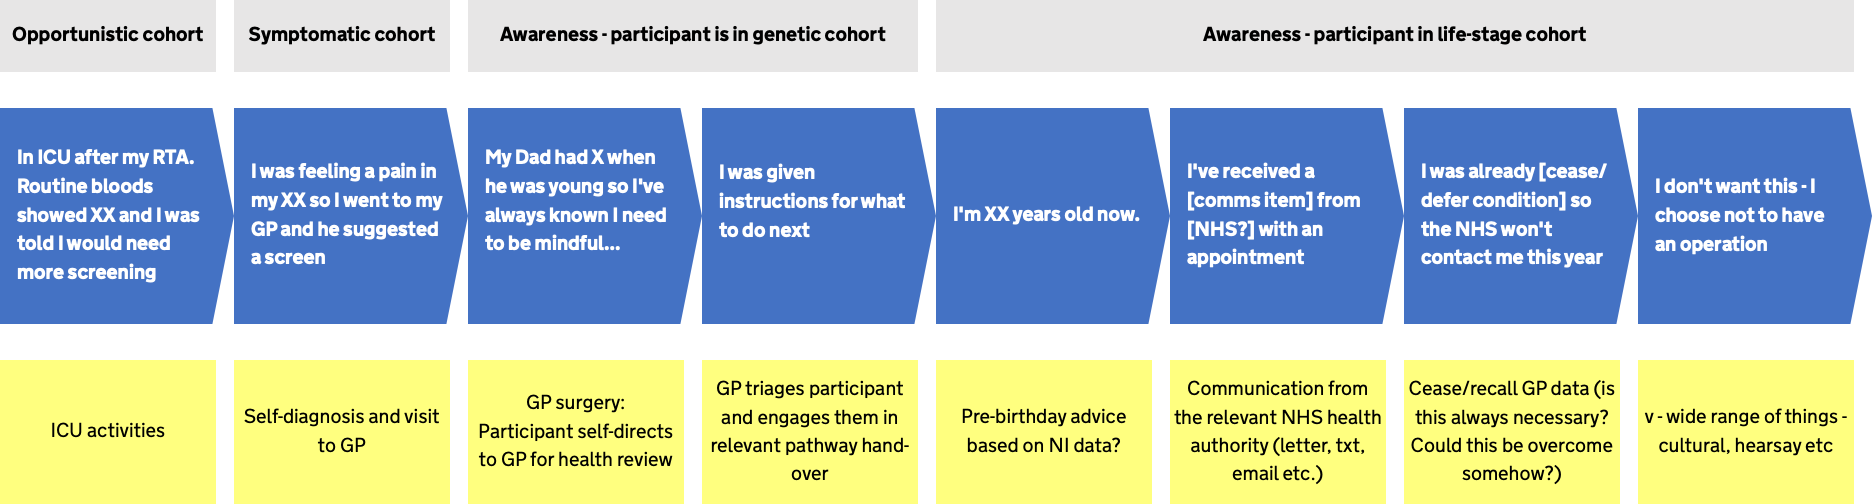 Opportunistic cohort
Symptomatic cohort
Awareness - participant is in genetic cohort
Awareness - participant in life-stage cohort
In ICU after my RTA.
Routine bloods
showed XX and I was
told I would need
more screening
I was feeling a pain in
my XX so I went to my
GP and he suggested
a screen
My Dad had X when
he was young so I've
always known I need
to be mindful...
I was given
instructions for what
to do next
I'm XX years old now.
I've received a
[comms item] from
[NHS?] with an
appointment
I was already [cease/
defer condition] so
the NHS won't
contact me this year
I don't want this - I
choose not to have
an operation
ICU activities
Self-diagnosis and visit
to GP
GP surgery:
Participant self-directs
to GP for health review
GP triages participant
and engages them in
relevant pathway hand-
over
Pre-birthday advice
based on NI data?
Communication from
the relevant NHS health
authority (letter, txt,
email etc.)
Cease/recall GP data (is
this always necessary?
Could this be overcome
somehow?)
v - wide range of things -
cultural, hearsay etc